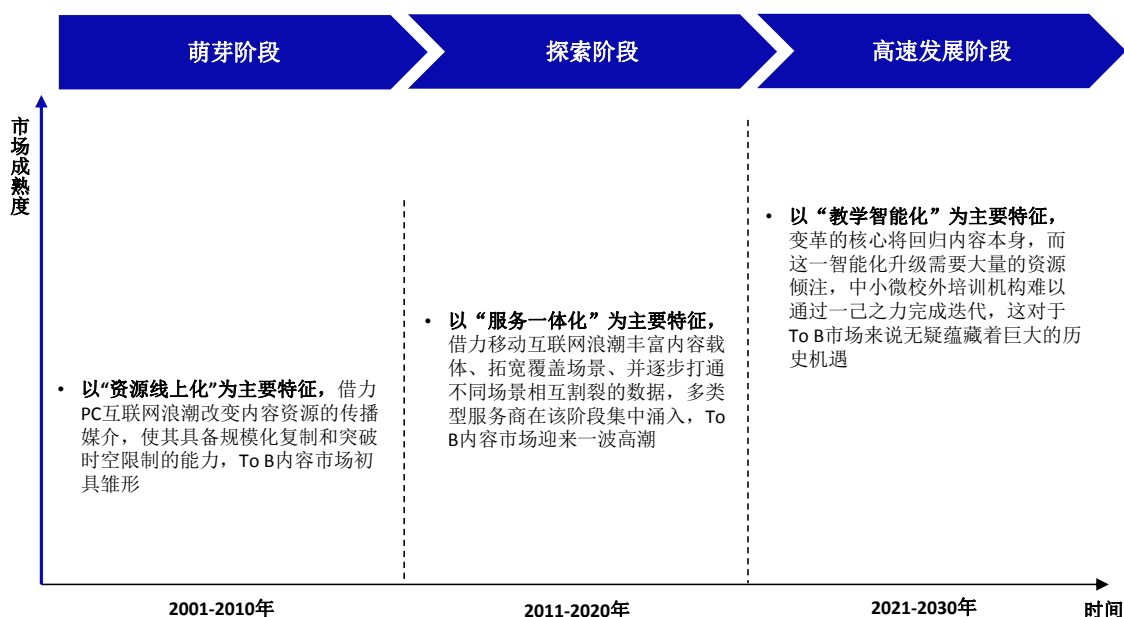 萌芽阶段
探索阶段
高速发展阶段
市场成熟度
• 以“资源线上化”为主要特征，借力
PC互联网浪潮改变内容资源的传播
媒介，使其具备规模化复制和突破
时空限制的能力，To B内容市场初
具雏形
• 以“服务一体化”为主要特征，
借力移动互联网浪潮丰富内容载
体、拓宽覆盖场景、并逐步打通
不同场景相互割裂的数据，多类
型服务商在该阶段集中涌入，To
B内容市场迎来一波高潮
• 以“教学智能化”为主要特征，
变革的核心将回归内容本身，而
这一智能化升级需要大量的资源
倾注，中小微校外培训机构难以
通过一己之力完成迭代，这对于
To B市场来说无疑蕴藏着巨大的历
史机遇
2001-2010年
2011-2020年
2021-2030年
时间